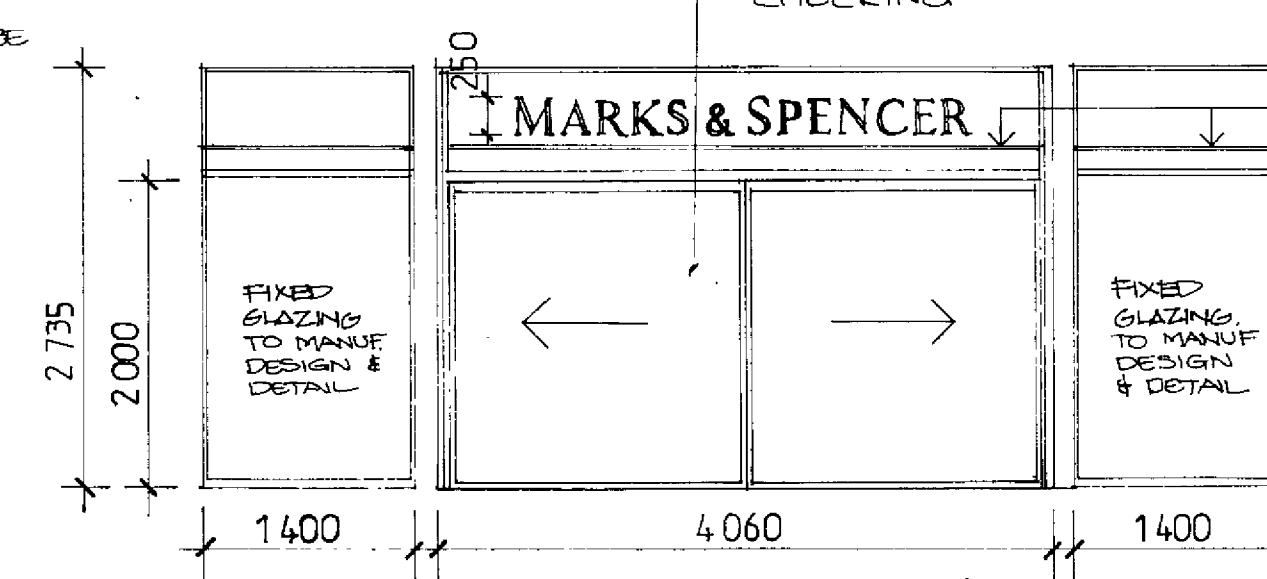 250
MARKS & SPENCER
2735
2000
FIXED
GLAZING
TO MANUF.
DESIGN &
DETAIL
FIXED
GLAZING.
TO MANUF
DESIGN
& DETAIL
1400
4060
1400